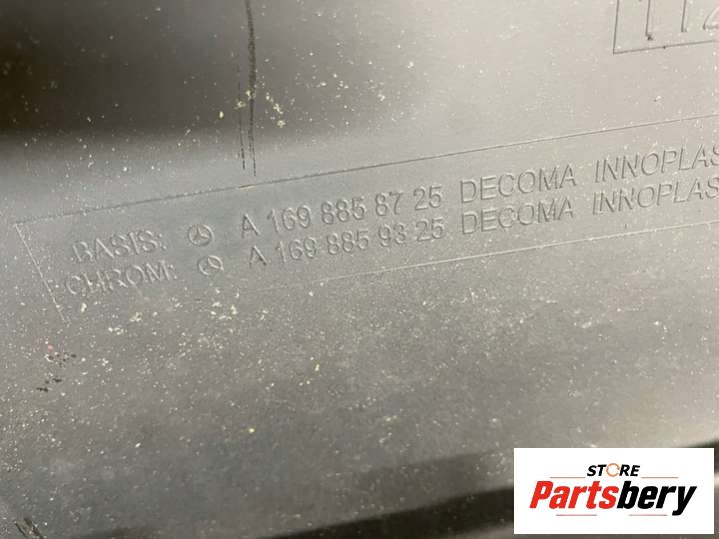 BASIS: A 169 885 87 25 DECOMA INNOPLAS
CHROM: A 169 885 93 25 DECOMA INNOPLAS
STORE
Partsbery